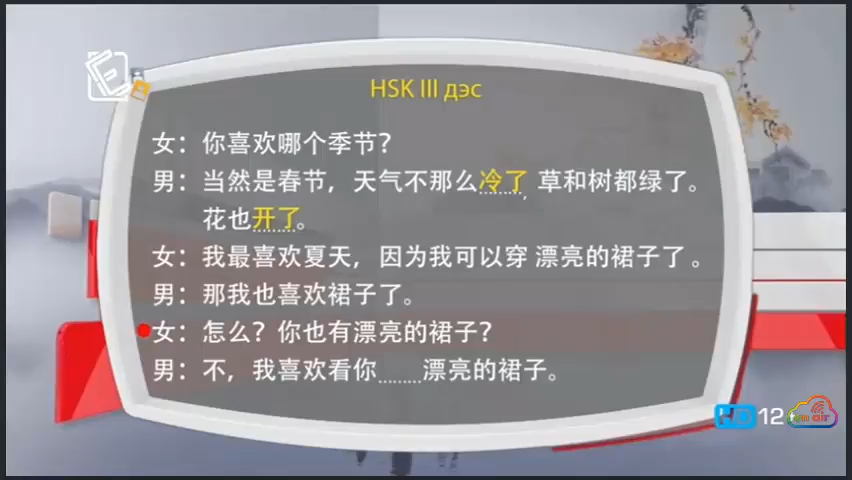 HSK III дэс
女：你喜欢哪个季节？
男：当然是春节，天气不那么冷了，草和树都绿了。
花也开了。
女：我最喜欢夏天，因为我可以穿 漂亮的裙子了 。
男：那我也喜欢裙子了。
女：怎么？你也有漂亮的裙子？
男：不，我喜欢看你......漂亮的裙子。
HD 12